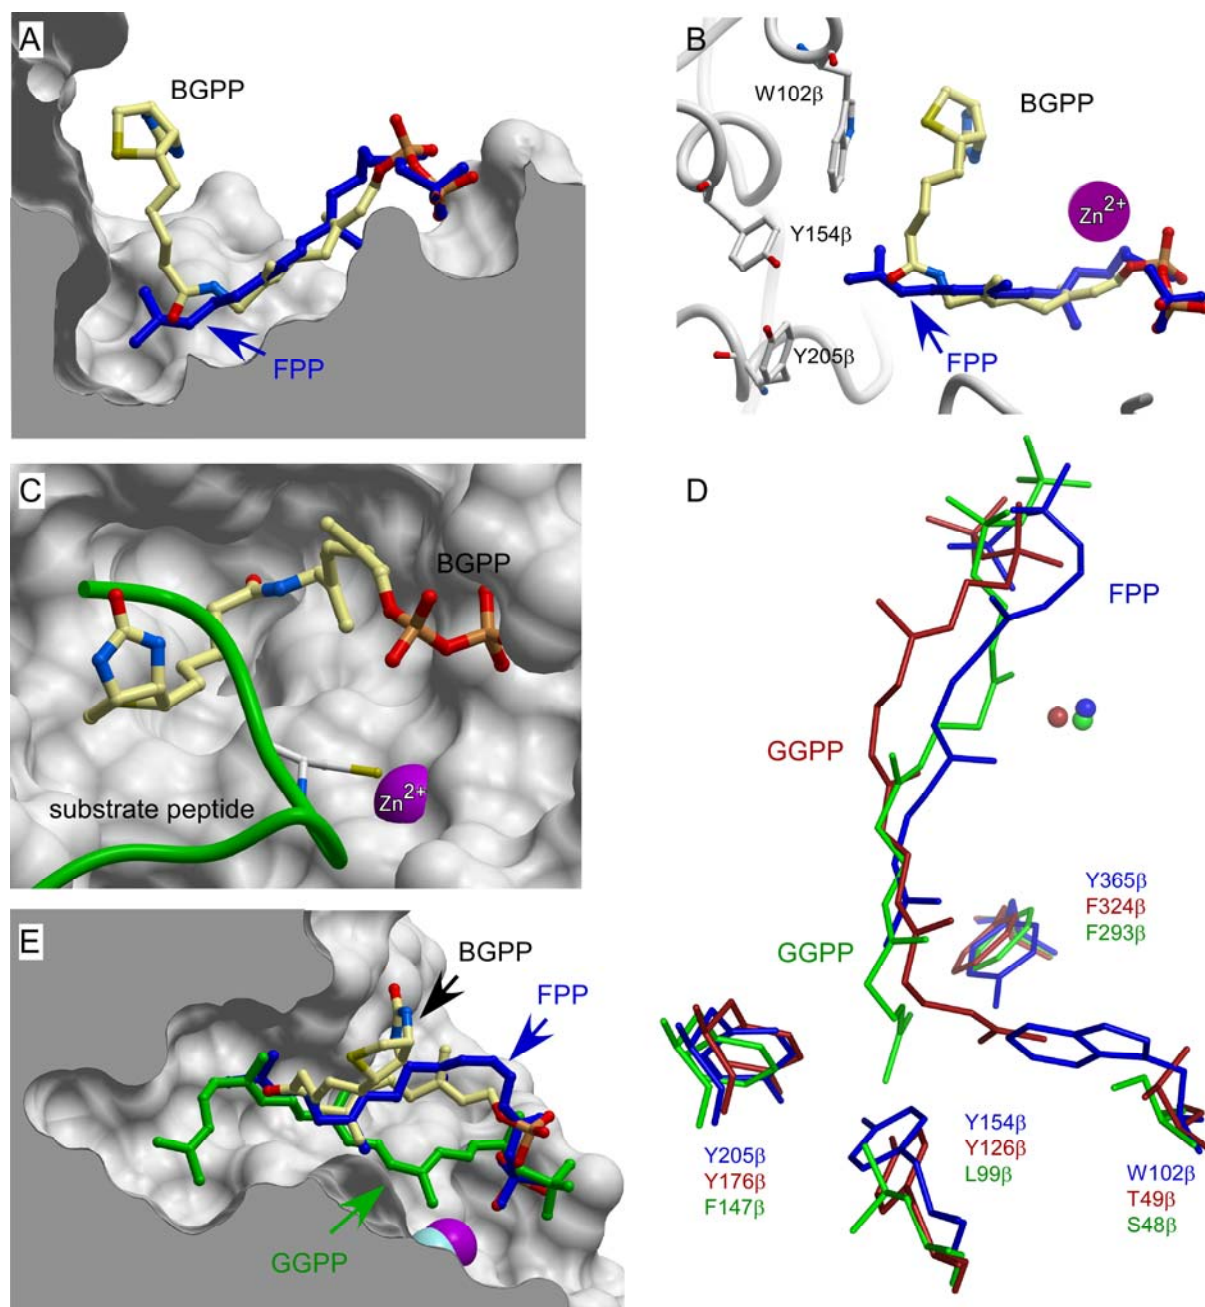 A
BGPP
FPP
B
W102β
BGPP
Zn2+
Y154β
Y205β
FPP
C
BGPP
substrate peptide
Zn2+
D
FPP
GGPP
GGPP
Y365β
F324β
F293β
Y205β
Y176β
F147β
Y154β
Y126β
L99β
W102β
T49β
S48β
E
BGPP
FPP
GGPP